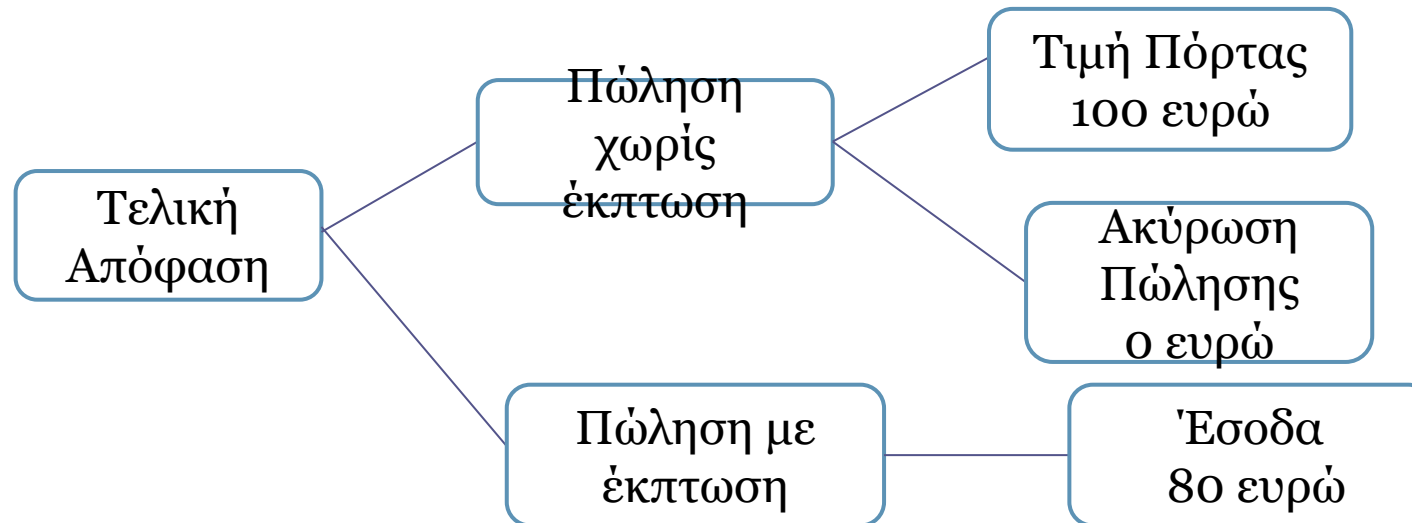 Τελική
Απόφαση
Πώληση
χωρίς
έκπτωση
Τιμή Πόρτας
100 ευρώ
Ακύρωση
Πώλησης
0 ευρώ
Πώληση με
έκπτωση
Έσοδα
80 ευρώ